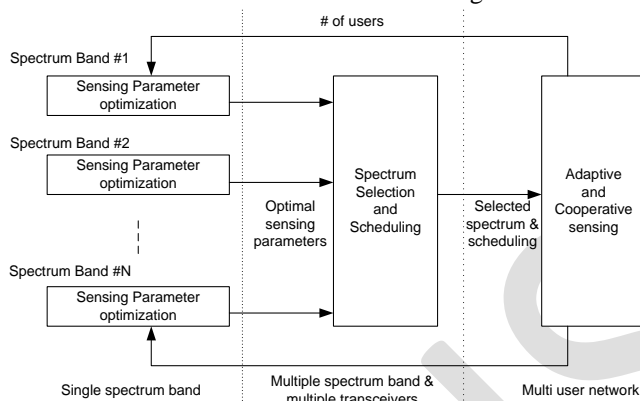 # of users
Spectrum Band #1
Sensing Parameter
optimization
Spectrum Band #2
Sensing Parameter
optimization
Spectrum Band #N
Sensing Parameter
optimization
Optimal
sensing
parameters
Spectrum
Selection
and
Scheduling
Selected
spectrum &
scheduling
Adaptive
and
Cooperative
sensing
Single spectrum band
Multiple spectrum band &
multiple transceivers
Multi user network